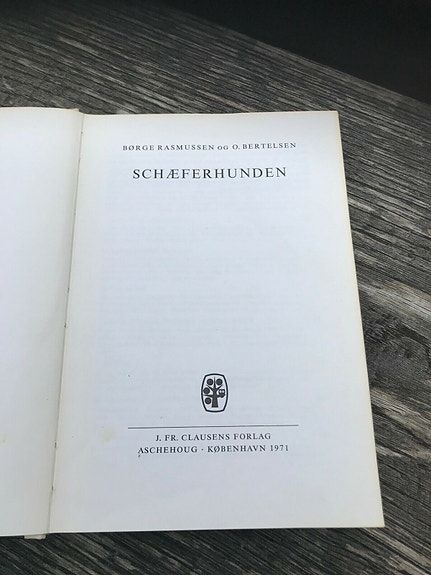 BØRGE RASMUSSEN OG O. BERTELSEN
SCHÆFERHUNDEN
J. FR. CLAUSENS FORLAG
ASCHEHOUG · KØBENHAVN 1971